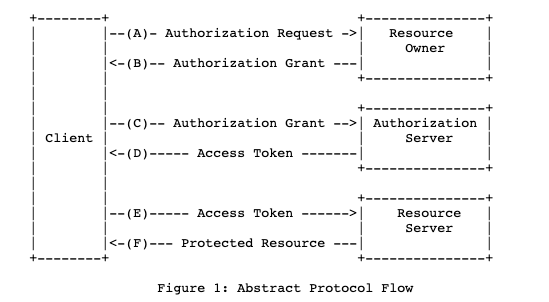 --(A)- Authorization Request -> Resource
Owner
<-(B)-- Authorization Grant ---
--(C)-- Authorization Grant --> Authorization
Client Server
<-(D)----- Access Token -------
--(E)----- Access Token ------> Resource
Server
<-(F)--- Protected Resource ---
Figure 1: Abstract Protocol Flow